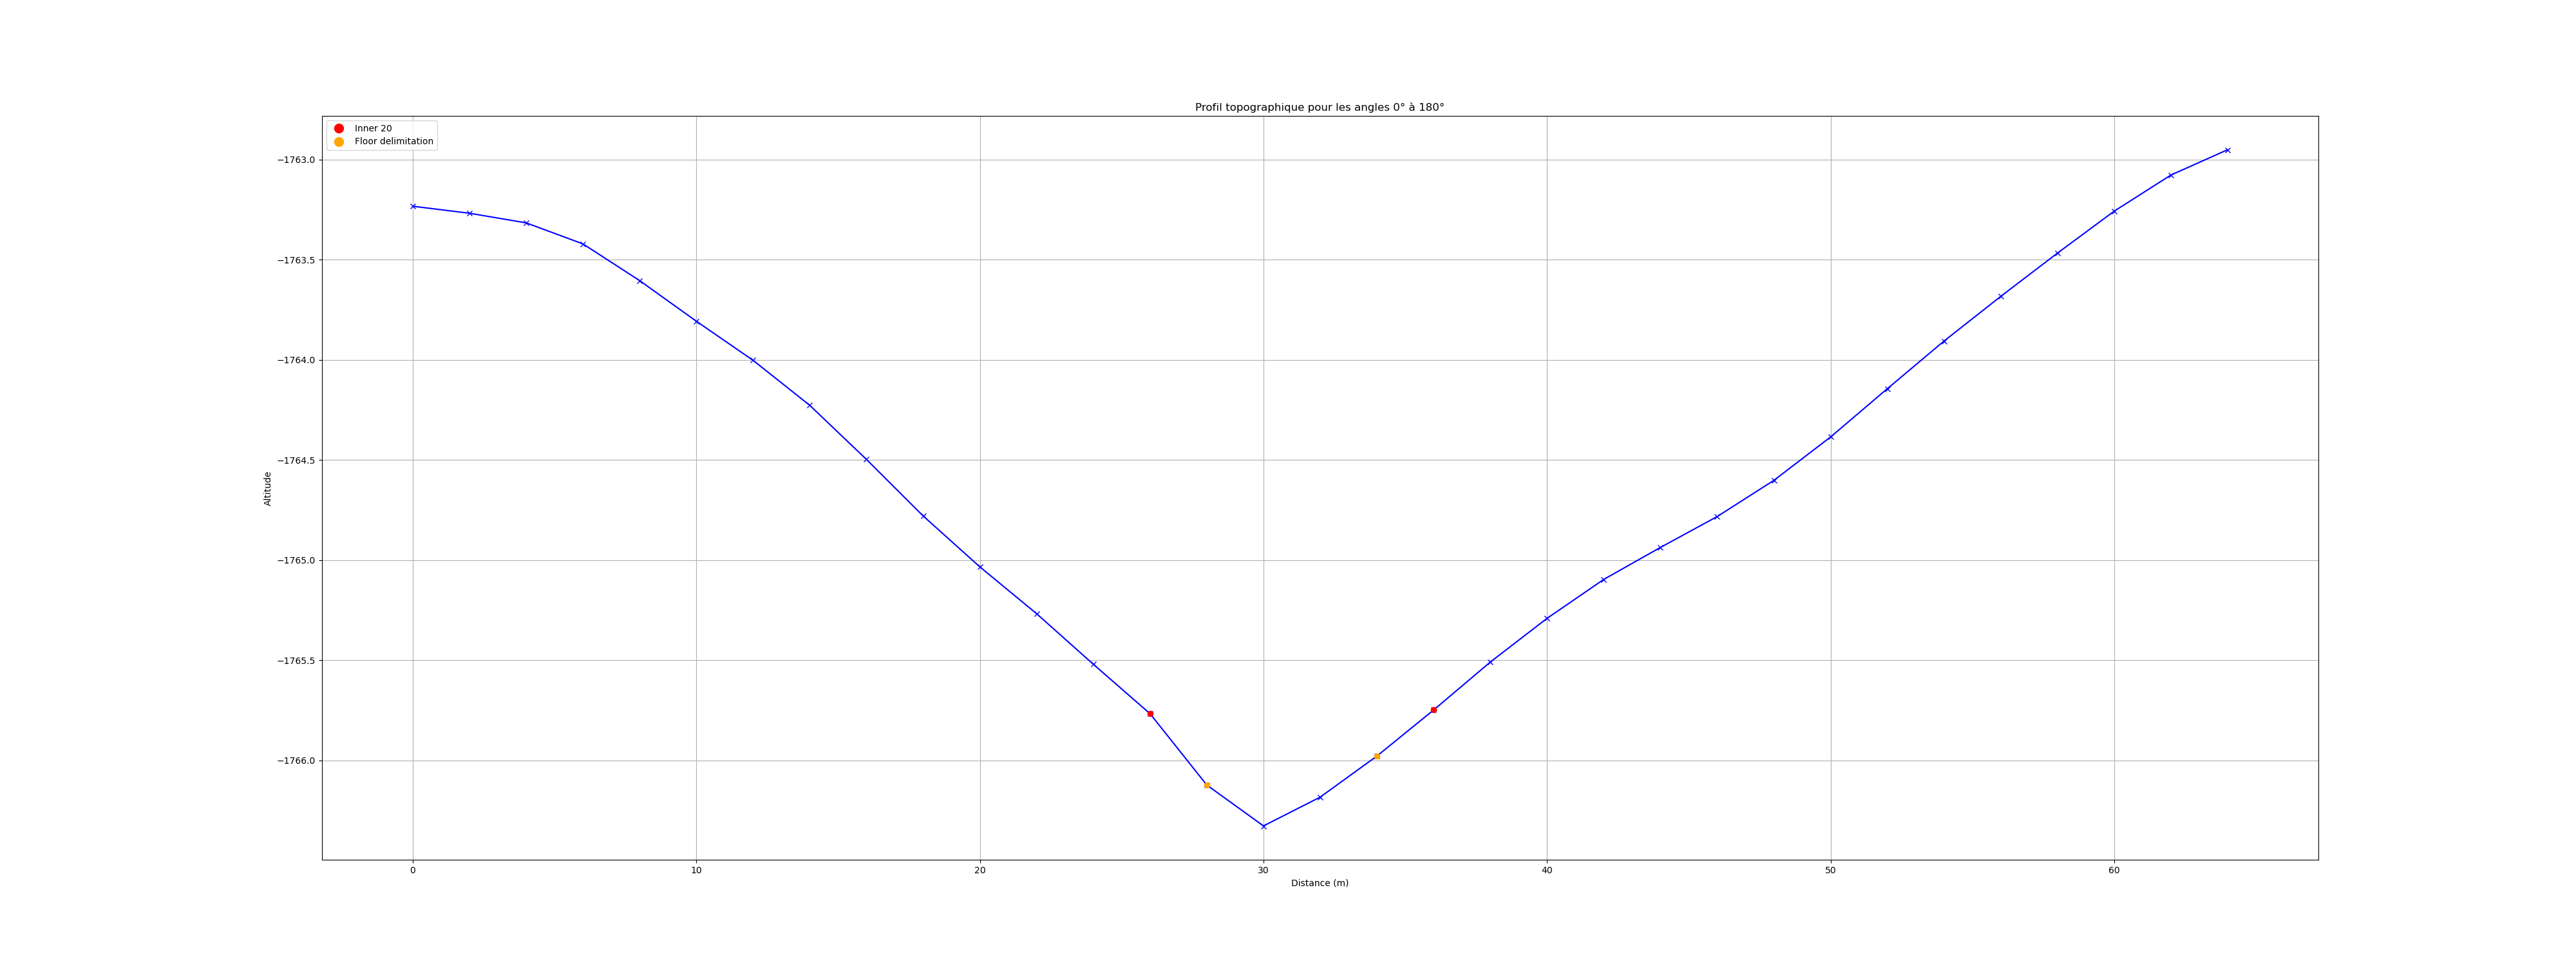 Profil topographique pour les angles 0° à 180°
Inner 20
Floor delimitation
−1763.0
−1763.5
−1764.0
−1764.5
−1765.0
−1765.5
−1766.0
Altitude
0 10 20 30 40 50 60
Distance (m)